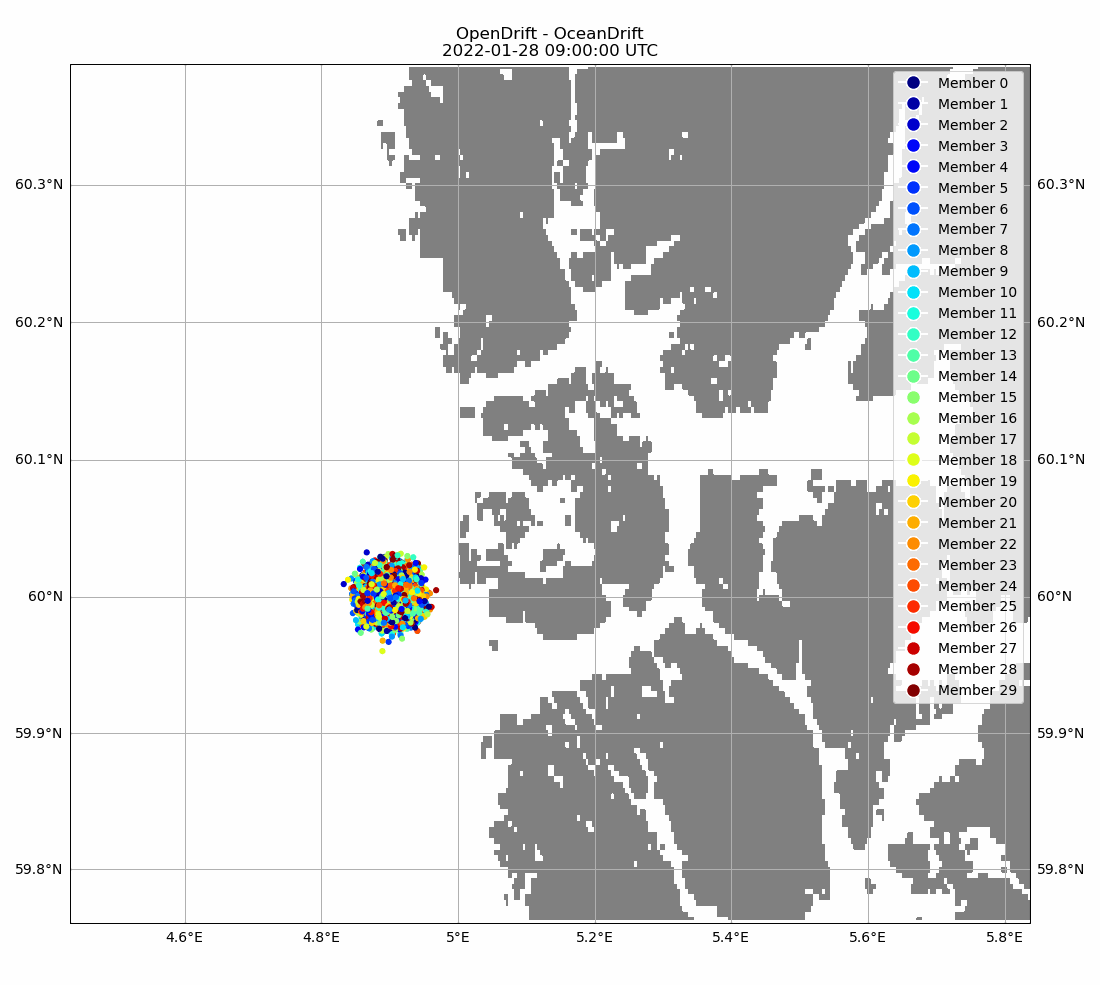 OpenDrift - OceanDrift
2022-01-28 09:00:00 UTC
Member 0
Member 1
Member 2
Member 3
Member 4
Member 5
Member 6
Member 7
Member 8
Member 9
Member 10
Member 11
Member 12
Member 13
Member 14
Member 15
Member 16
Member 17
Member 18
Member 19
Member 20
Member 21
Member 22
Member 23
Member 24
Member 25
Member 26
Member 27
Member 28
Member 29
60.3°N
60.3°N
60.2°N
60.2°N
60.1°N
60.1°N
60°N
60°N
59.9°N
59.9°N
59.8°N
59.8°N
4.6°E
4.8°E
5°E
5.2°E
5.4°E
5.6°E
5.8°E